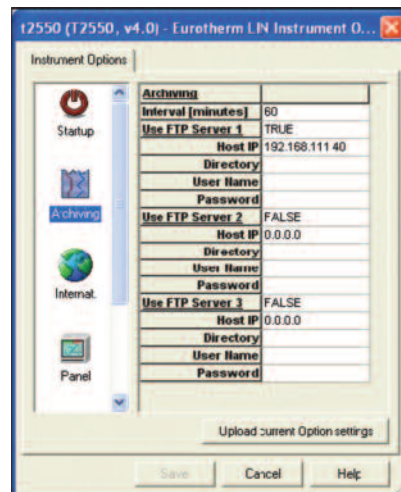 t2550 (T2550, v4.0) - Eurotherm LIN Instrument O...
Instrument Options
Startup
Archiving
Internat.
Panel
Archiving
Interval [minutes] 60
Use FTP Server 1 TRUE
Host IP 192.168.111 40
Directory
User Name
Password
Use FTP Server 2 FALSE
Host IP 0.0.0.0
Directory
User Name
Password
Use FTP Server 3 FALSE
Host IP 0.0.0.0
Directory
User Name
Password
Upload current Option settings
Save Cancel Help